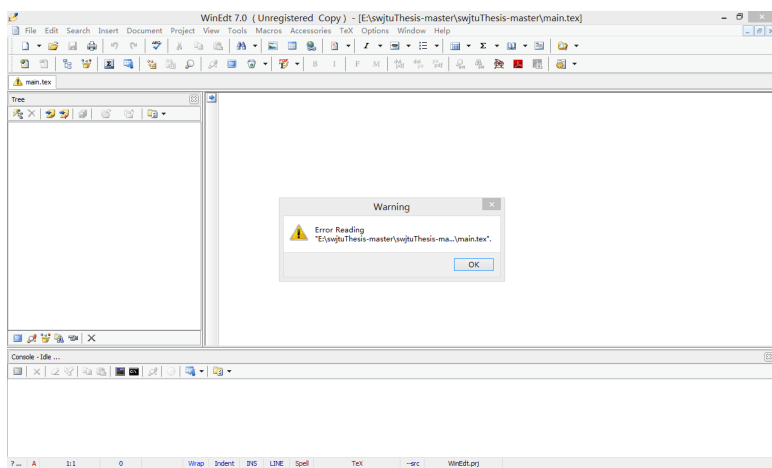 WinEdt 7.0 ( Unregistered Copy ) - [E:\swjtuThesis-master\swjtuThesis-master\main.tex]
File Edit Search Insert Document Project View Tools Macros Accessories TeX Options Window Help
B I F M
main.tex
Tree
Warning
Error Reading
"E:\swjtuThesis-master\swjtuThesis-ma...\main.tex".
OK
Console - Idle ...
?... A 1:1 0 Wrap Indent INS LINE Spell TeX --src WinEdt.prj